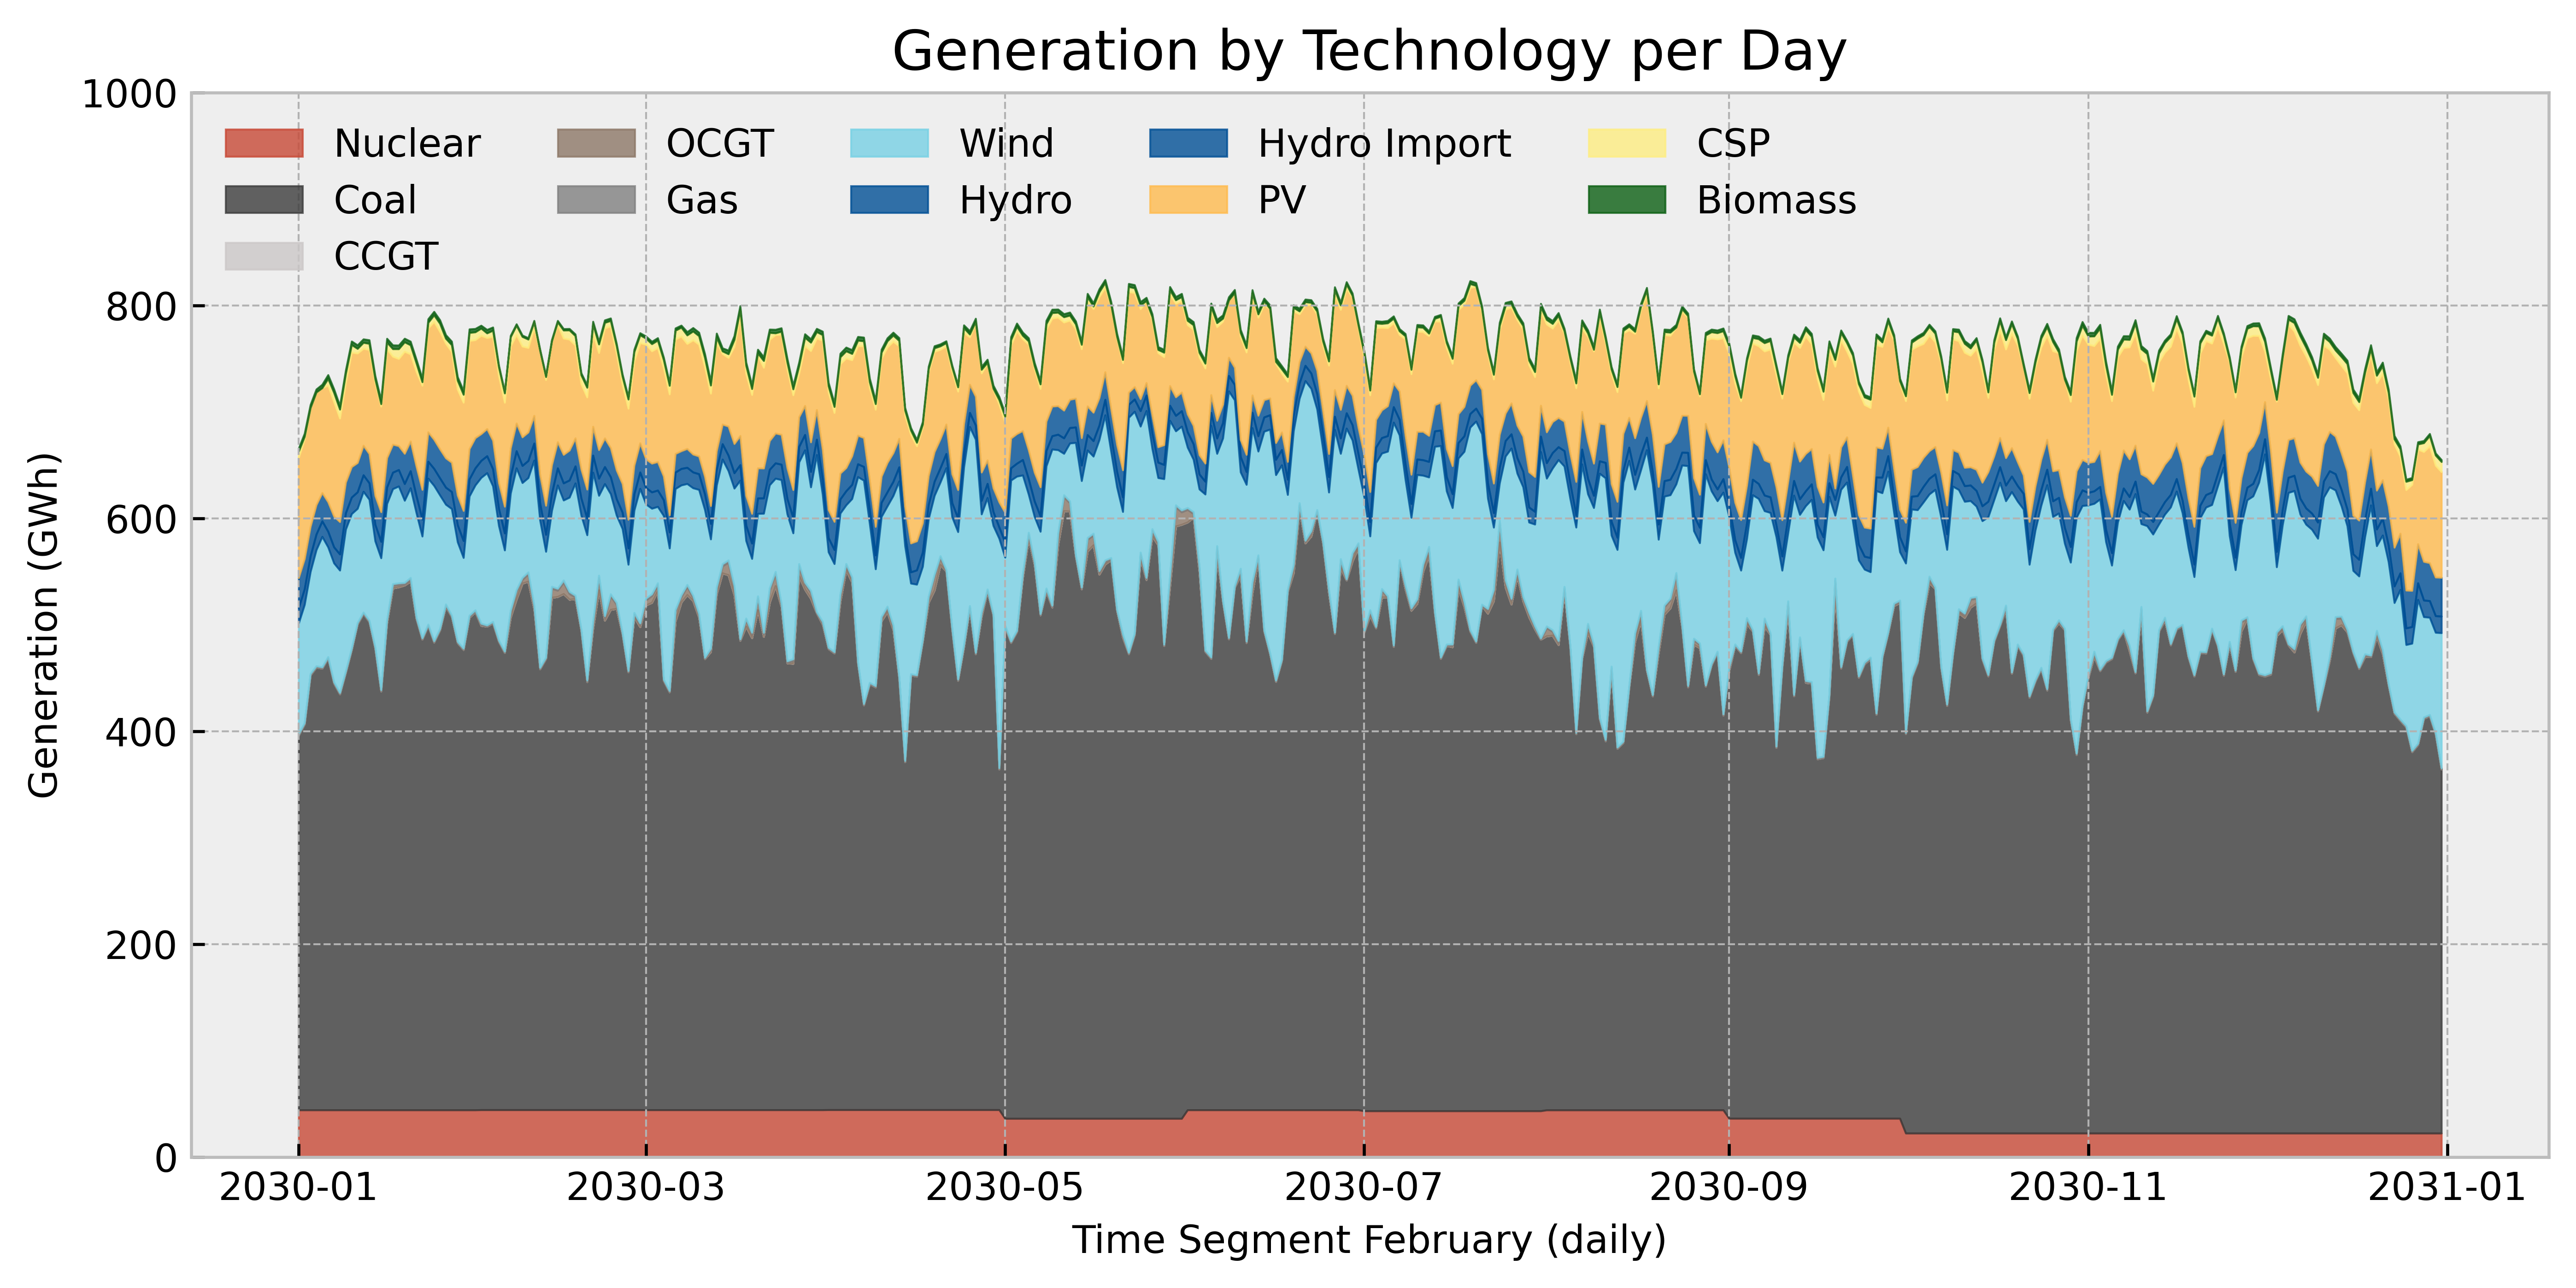 Generation by Technology per Day
1000
800
600
400
200
0
Generation (GWh)
Nuclear OCGT Wind Hydro Import CSP
Coal Gas Hydro PV Biomass
CCGT
2030-01 2030-03 2030-05 2030-07 2030-09 2030-11 2031-01
Time Segment February (daily)